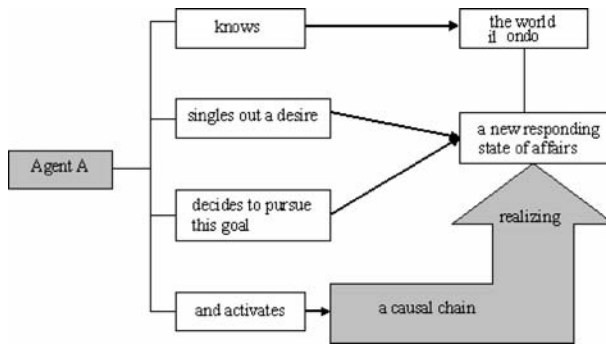 knows
the world
il ondo
singles out a desire
a new responding
state of affairs
Agent A
decides to pursue
this goal
realizing
and activates
a causal chain